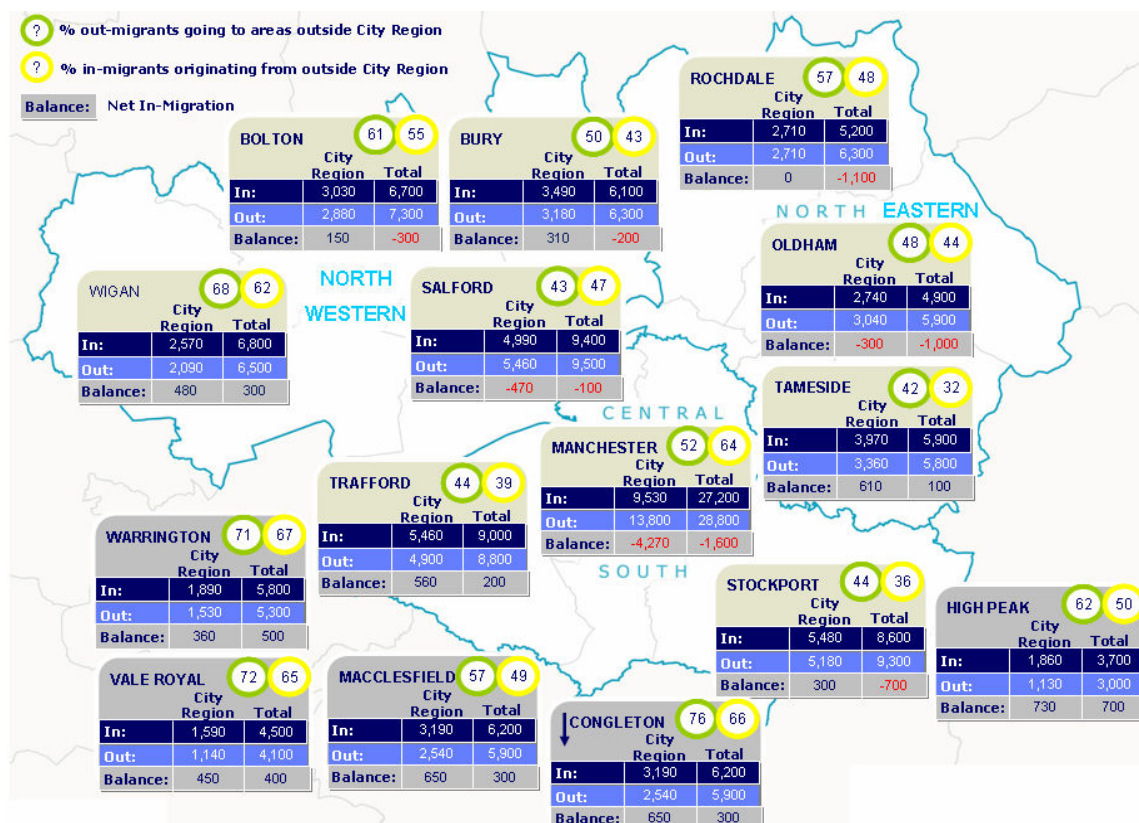 ? % out-migrants going to areas outside City Region
? % in-migrants originating from outside City Region
Balance: Net In-Migration
ROCHDALE 57 48
City Region Total
In: 2,710 5,200
Out: 2,710 6,300
Balance: 0 -1,100
BOLTON 61 55
City Region Total
In: 3,030 6,700
Out: 2,880 7,300
Balance: 150 -300
BURY 50 43
City Region Total
In: 3,490 6,100
Out: 3,180 6,300
Balance: 310 -200
NORTH EASTERN
OLDHAM 48 44
City Region Total
In: 2,740 4,900
Out: 3,040 5,900
Balance: -300 -1,000
WIGAN 68 62
City Region Total
In: 2,570 6,800
Out: 2,090 6,500
Balance: 480 300
NORTH
WESTERN
SALFORD 43 47
City Region Total
In: 4,990 9,400
Out: 5,460 9,500
Balance: -470 -100
TAMESIDE 42 32
City Region Total
In: 3,970 5,900
Out: 3,360 5,800
Balance: 610 100
CENTRAL
MANCHESTER 52 64
City Region Total
In: 9,530 27,200
Out: 13,800 28,800
Balance: -4,270 -1,600
TRAFFORD 44 39
City Region Total
In: 5,460 9,000
Out: 4,900 8,800
Balance: 560 200
WARRINGTON 71 67
City Region Total
In: 1,890 5,800
Out: 1,530 5,300
Balance: 360 500
SOUTH
STOCKPORT 44 36
City Region Total
In: 5,480 8,600
Out: 5,180 9,300
Balance: 300 -700
HIGH PEAK 62 50
City Region Total
In: 1,860 3,700
Out: 1,130 3,000
Balance: 730 700
VALE ROYAL 72 65
City Region Total
In: 1,590 4,500
Out: 1,140 4,100
Balance: 450 400
MACCLESFIELD 57 49
City Region Total
In: 3,190 6,200
Out: 2,540 5,900
Balance: 650 300
CONGLETON 76 66
City Region Total
In: 3,190 6,200
Out: 2,540 5,900
Balance: 650 300